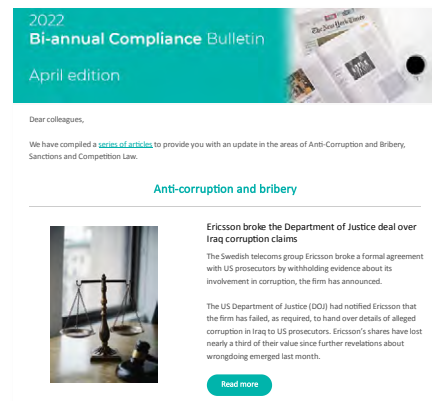 2022
Bi-annual Compliance Bulletin
April edition
The New York Times
Dear colleagues,
We have compiled a series of articles to provide you with an update in the areas of Anti-Corruption and Bribery,
Sanctions and Competition Law.
Anti-corruption and bribery
Ericsson broke the Department of Justice deal over
Iraq corruption claims
The Swedish telecoms group Ericsson broke a formal agreement
with US prosecutors by withholding evidence about its
involvement in corruption, the firm has announced.
The US Department of Justice (DOJ) had notified Ericsson that
the firm has failed, as required, to hand over details of alleged
corruption in Iraq to US prosecutors. Ericsson's shares have lost
nearly a third of their value since further revelations about
wrongdoing emerged last month.
Read more